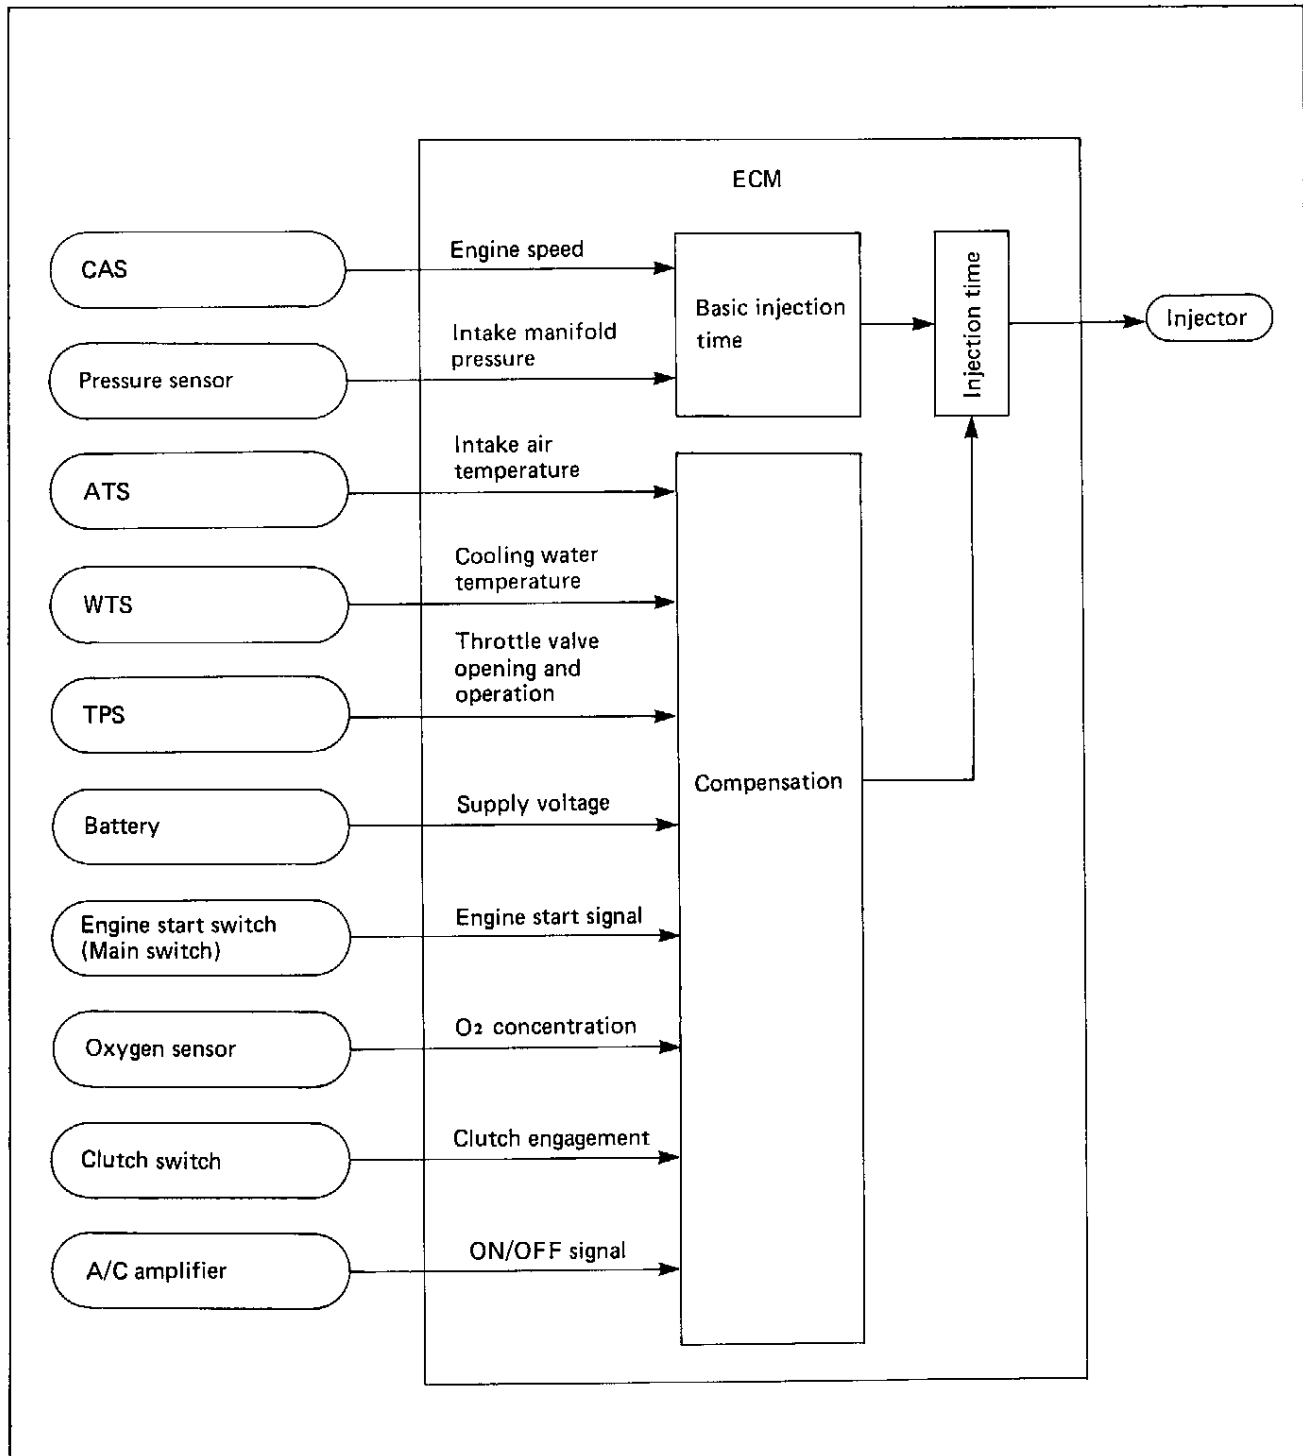 ECM
CAS
Engine speed
Pressure sensor
Intake manifold
pressure
Basic injection
time
Injection time
Injector
ATS
Intake air
temperature
WTS
Cooling water
temperature
TPS
Throttle valve
opening and
operation
Compensation
Battery
Supply voltage
Engine start switch
(Main switch)
Engine start signal
Oxygen sensor
O2 concentration
Clutch switch
Clutch engagement
A/C amplifier
ON/OFF signal